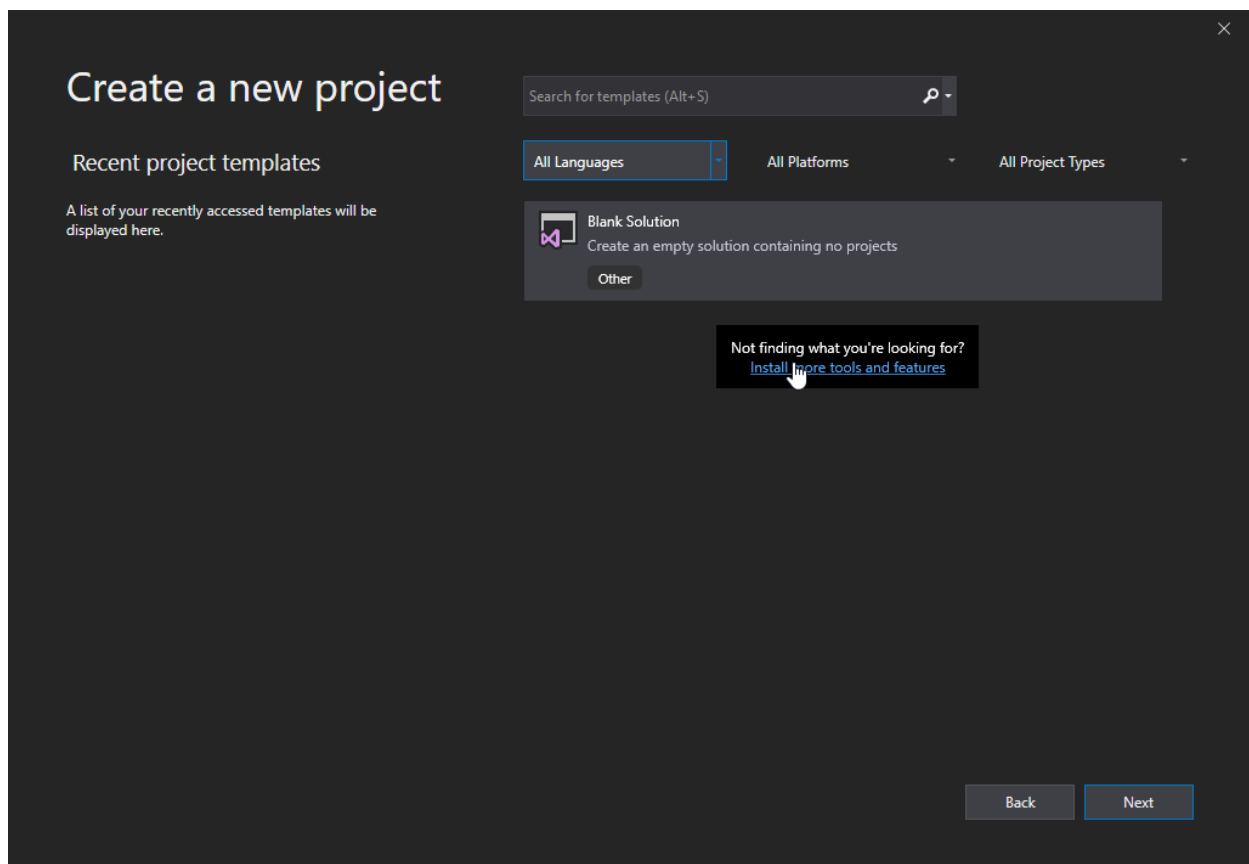 Create a new project
Search for templates (Alt+S)
Recent project templates
All Languages
All Platforms
All Project Types
A list of your recently accessed templates will be
displayed here.
Blank Solution
Create an empty solution containing no projects
Other
Not finding what you're looking for?
Install more tools and features
Back
Next